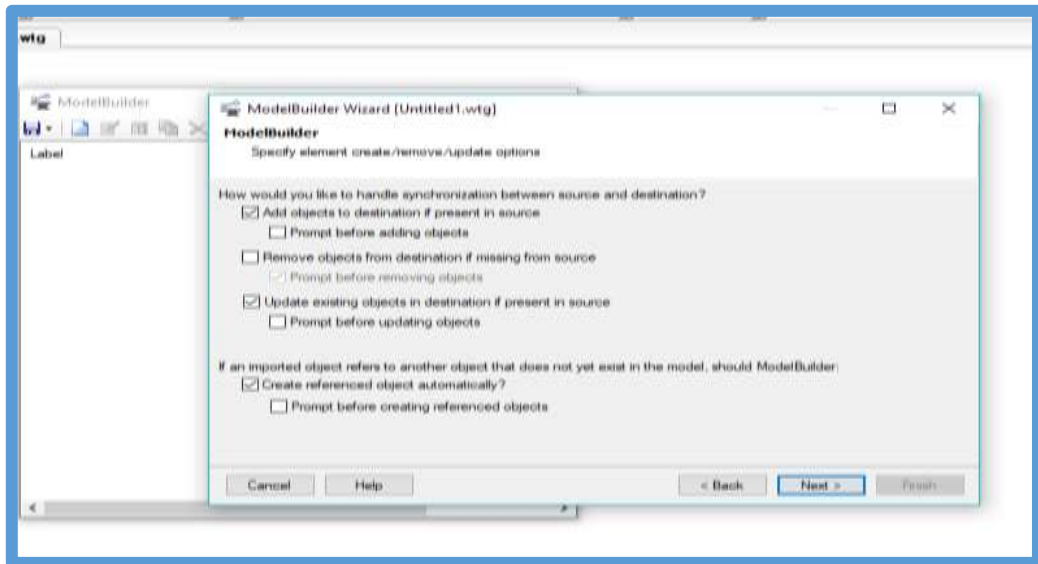 wtg
ModelBuilder
Label
ModelBuilder Wizard (Untitled1.wtg)
ModelBuilder
Specify element create/remove/update options
How would you like to handle synchronization between source and destination?
Add objects to destination if present in source
Prompt before adding objects
Remove objects from destination if missing from source
Prompt before removing objects
Update existing objects in destination if present in source
Prompt before updating objects
If an imported object refers to another object that does not yet exist in the model, should ModelBuilder:
Create referenced object automatically?
Prompt before creating referenced objects
Cancel Help < Back Next > Finish